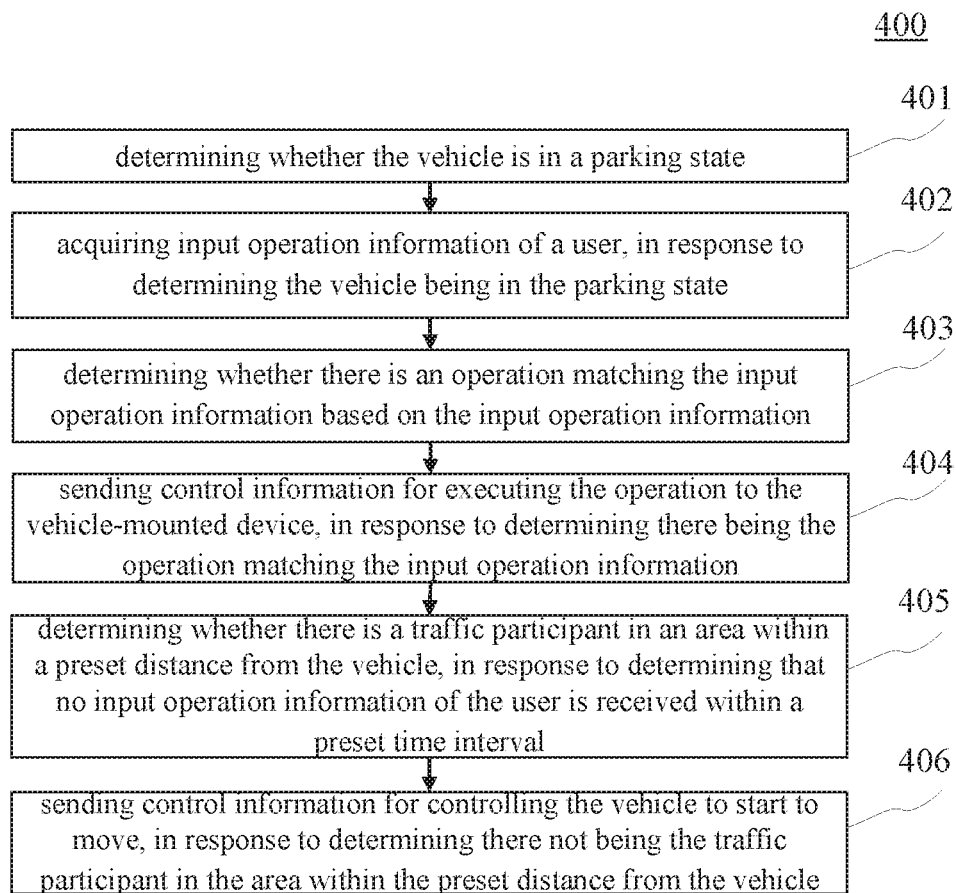 400
401
determining whether the vehicle is in a parking state
402
acquiring input operation information of a user, in response to
determining the vehicle being in the parking state
403
determining whether there is an operation matching the input
operation information based on the input operation information
404
sending control information for executing the operation to the
vehicle-mounted device, in response to determining there being the
operation matching the input operation information
405
determining whether there is a traffic participant in an area within
a preset distance from the vehicle, in response to determining that
no input operation information of the user is received within a
preset time interval
406
sending control information for controlling the vehicle to start to
move, in response to determining there not being the traffic
participant in the area within the preset distance from the vehicle